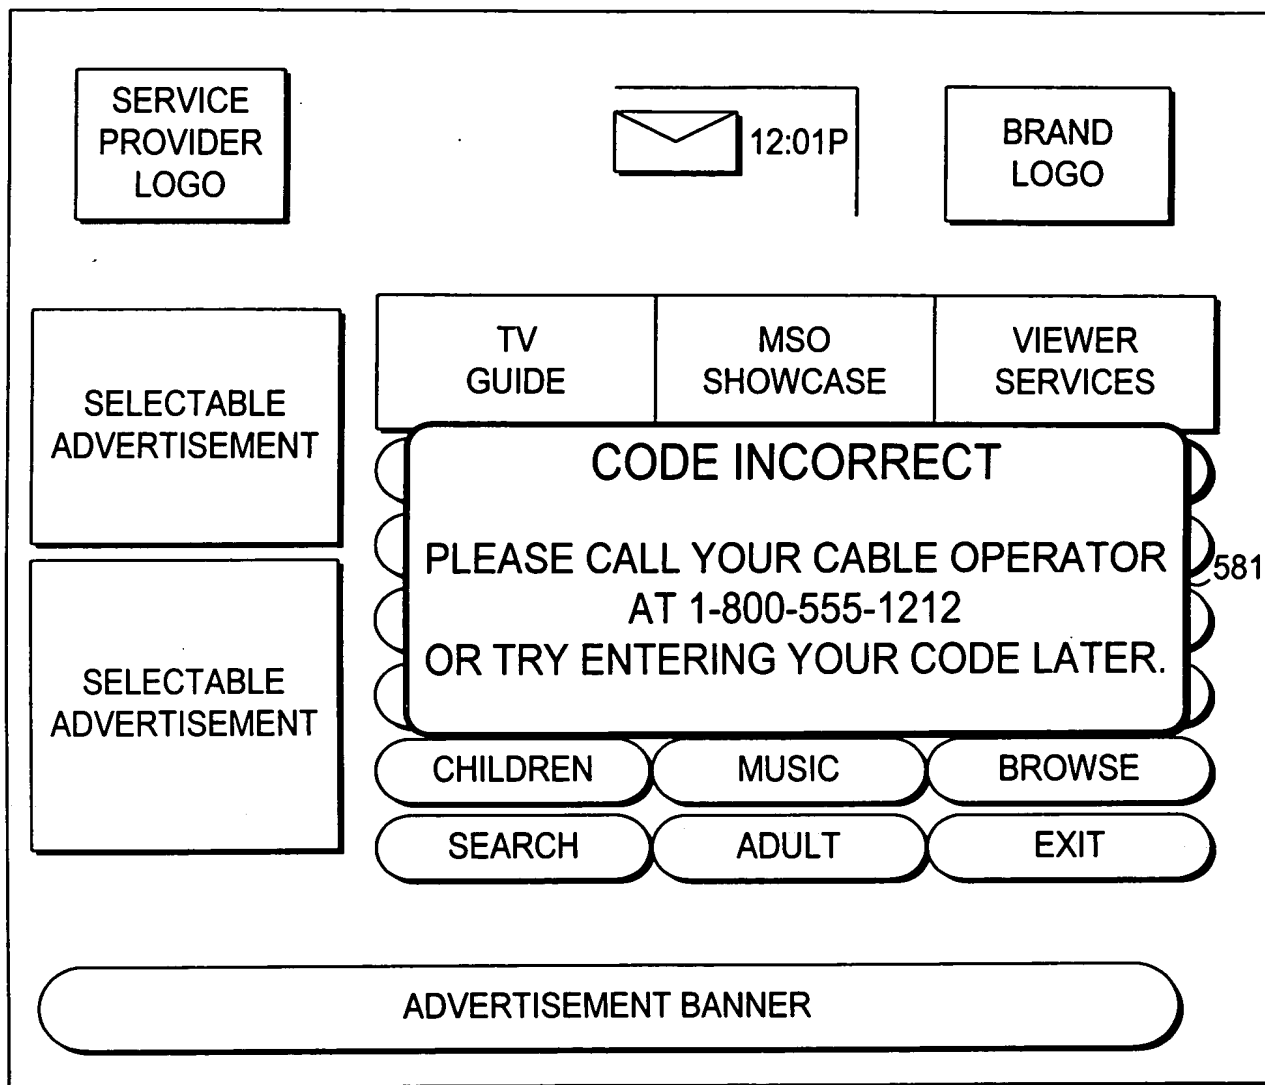 SERVICE
PROVIDER
LOGO
12:01P
BRAND
LOGO
SELECTABLE
ADVERTISEMENT
SELECTABLE
ADVERTISEMENT
TV
GUIDE
MSO
SHOWCASE
VIEWER
SERVICES
CODE INCORRECT
PLEASE CALL YOUR CABLE OPERATOR
AT 1-800-555-1212
OR TRY ENTERING YOUR CODE LATER.
581
CHILDREN
MUSIC
BROWSE
SEARCH
ADULT
EXIT
ADVERTISEMENT BANNER